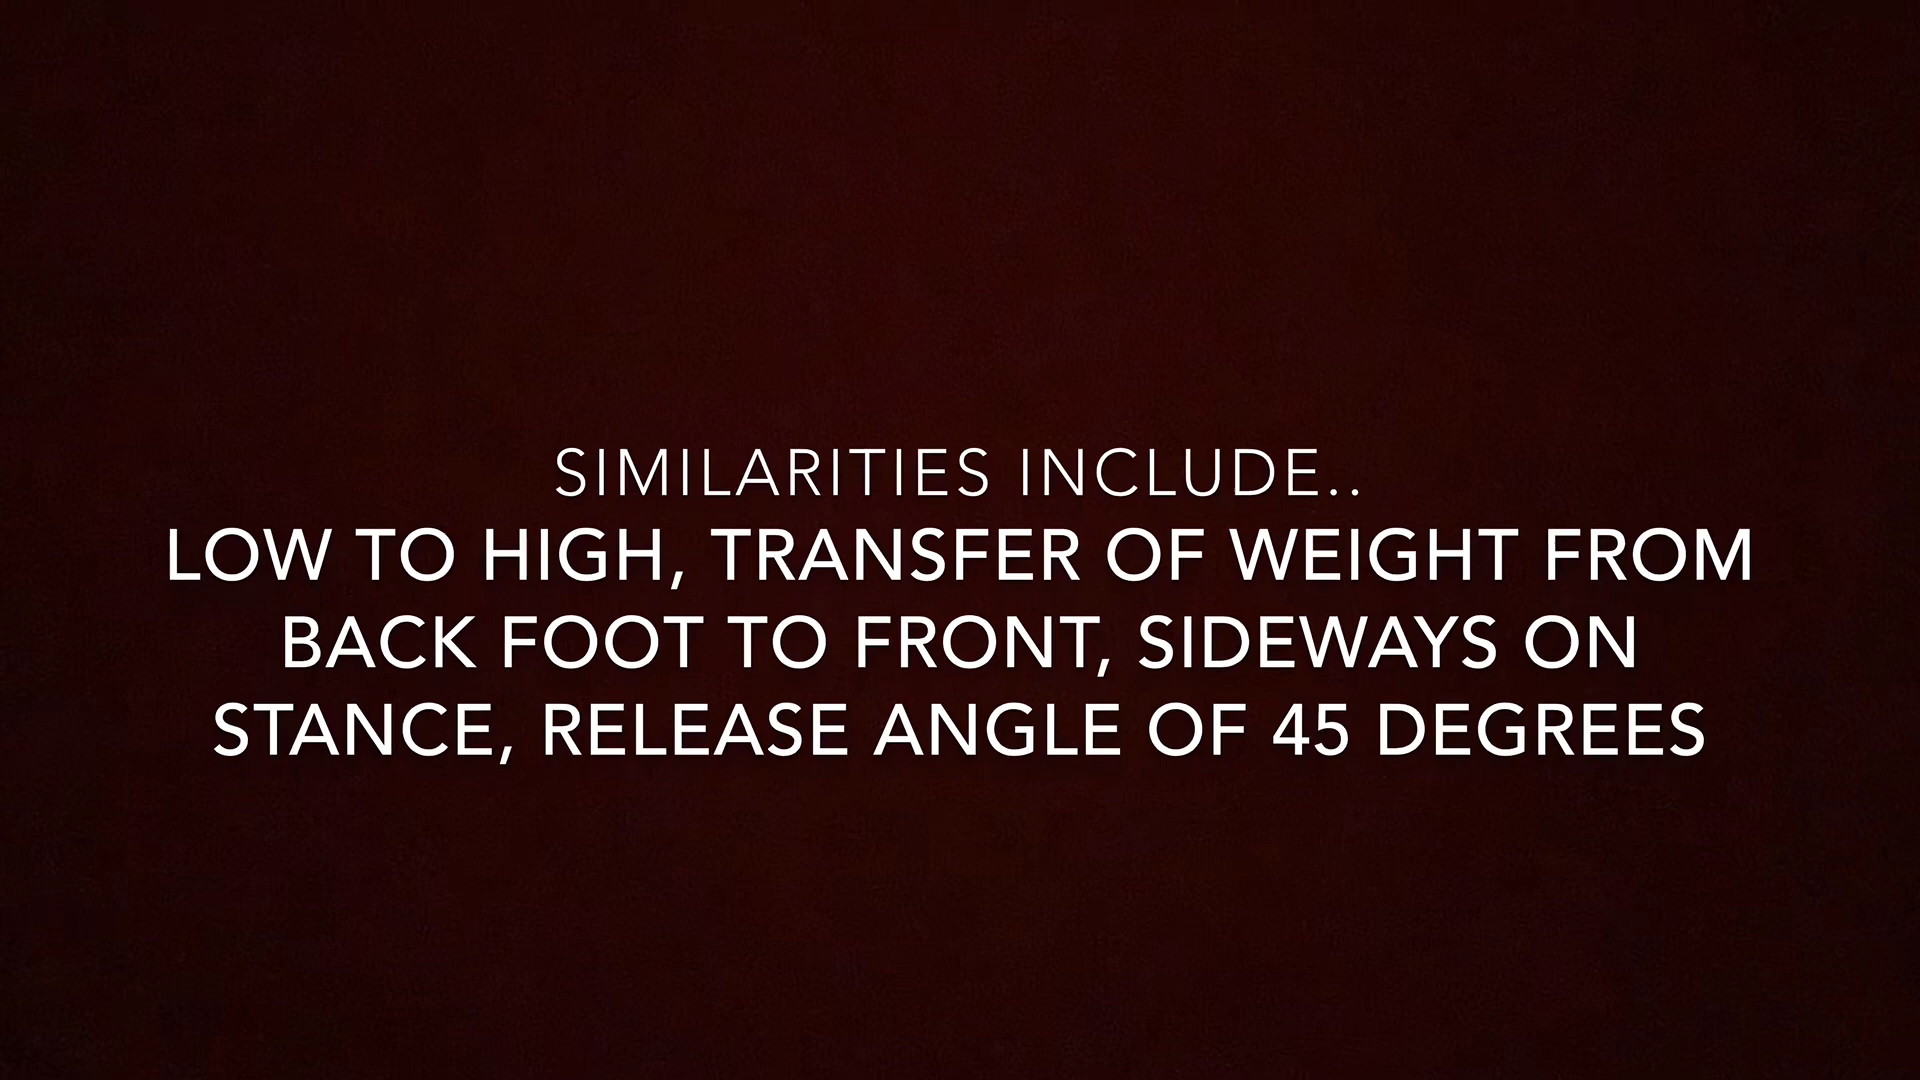 SIMILARITIES INCLUDE..
LOW TO HIGH, TRANSFER OF WEIGHT FROM
BACK FOOT TO FRONT, SIDEWAYS ON
STANCE, RELEASE ANGLE OF 45 DEGREES